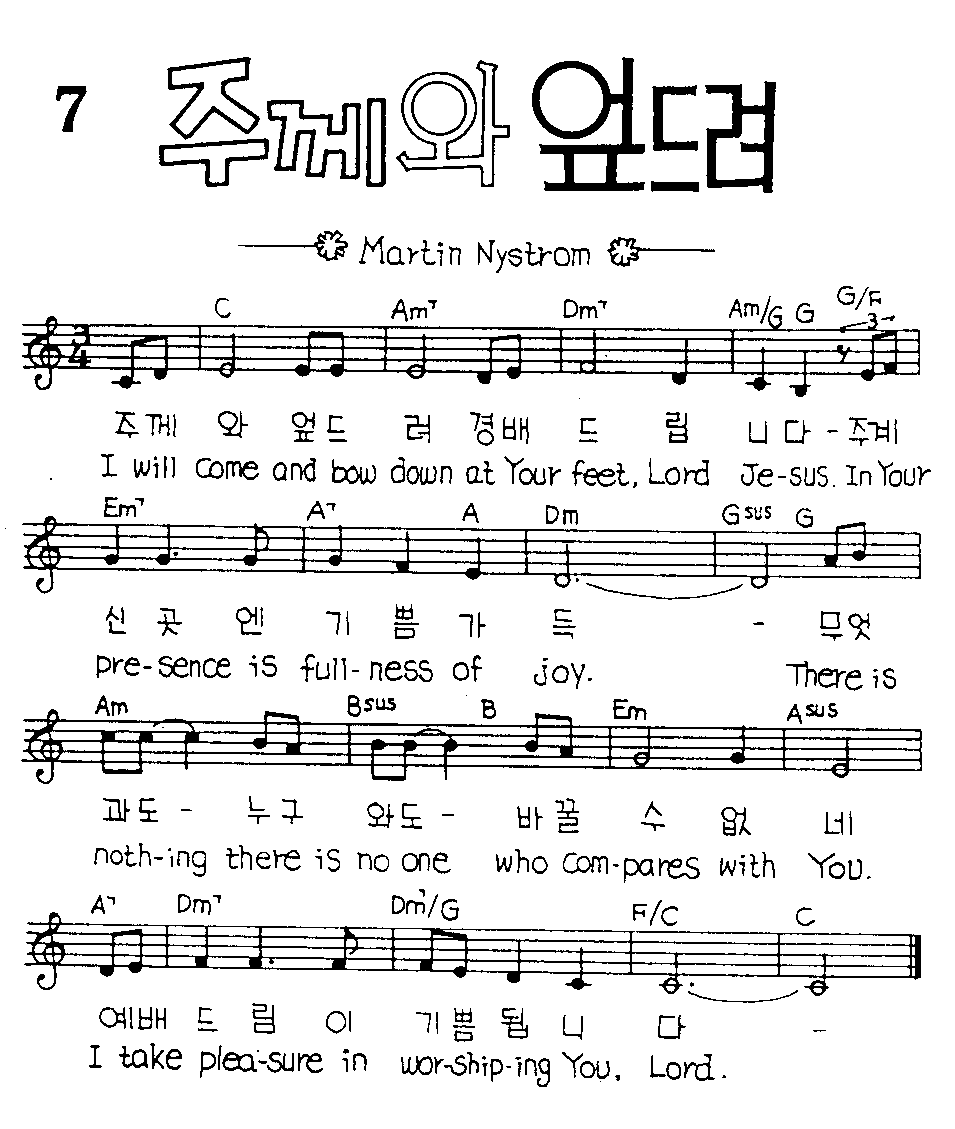 7 주께와 엎드려
Martin Nystrom
C Am7 Dm7 Am/G G G/F
3
3 4
주께 와 엎드 려 경배 드 립 니 다 - 주계
I will come and bow down at Your feet, Lord Je-sus. In Your
Em7 A7 A Dm Gsus G
신 곳 엔 기 쁨 가 득 - 무엇
pre-sence is full-ness of joy. There is
Am Bsus B Em Asus
과도 - 누구 와도 - 바꿀 수 없 네
noth-ing there is no one who com-pares with You.
A7 Dm7 Dm7/G F/C C
예배 드 림 이 기쁨 됩 니 다 -
I take plea-sure in wor-ship-ing You, Lord.